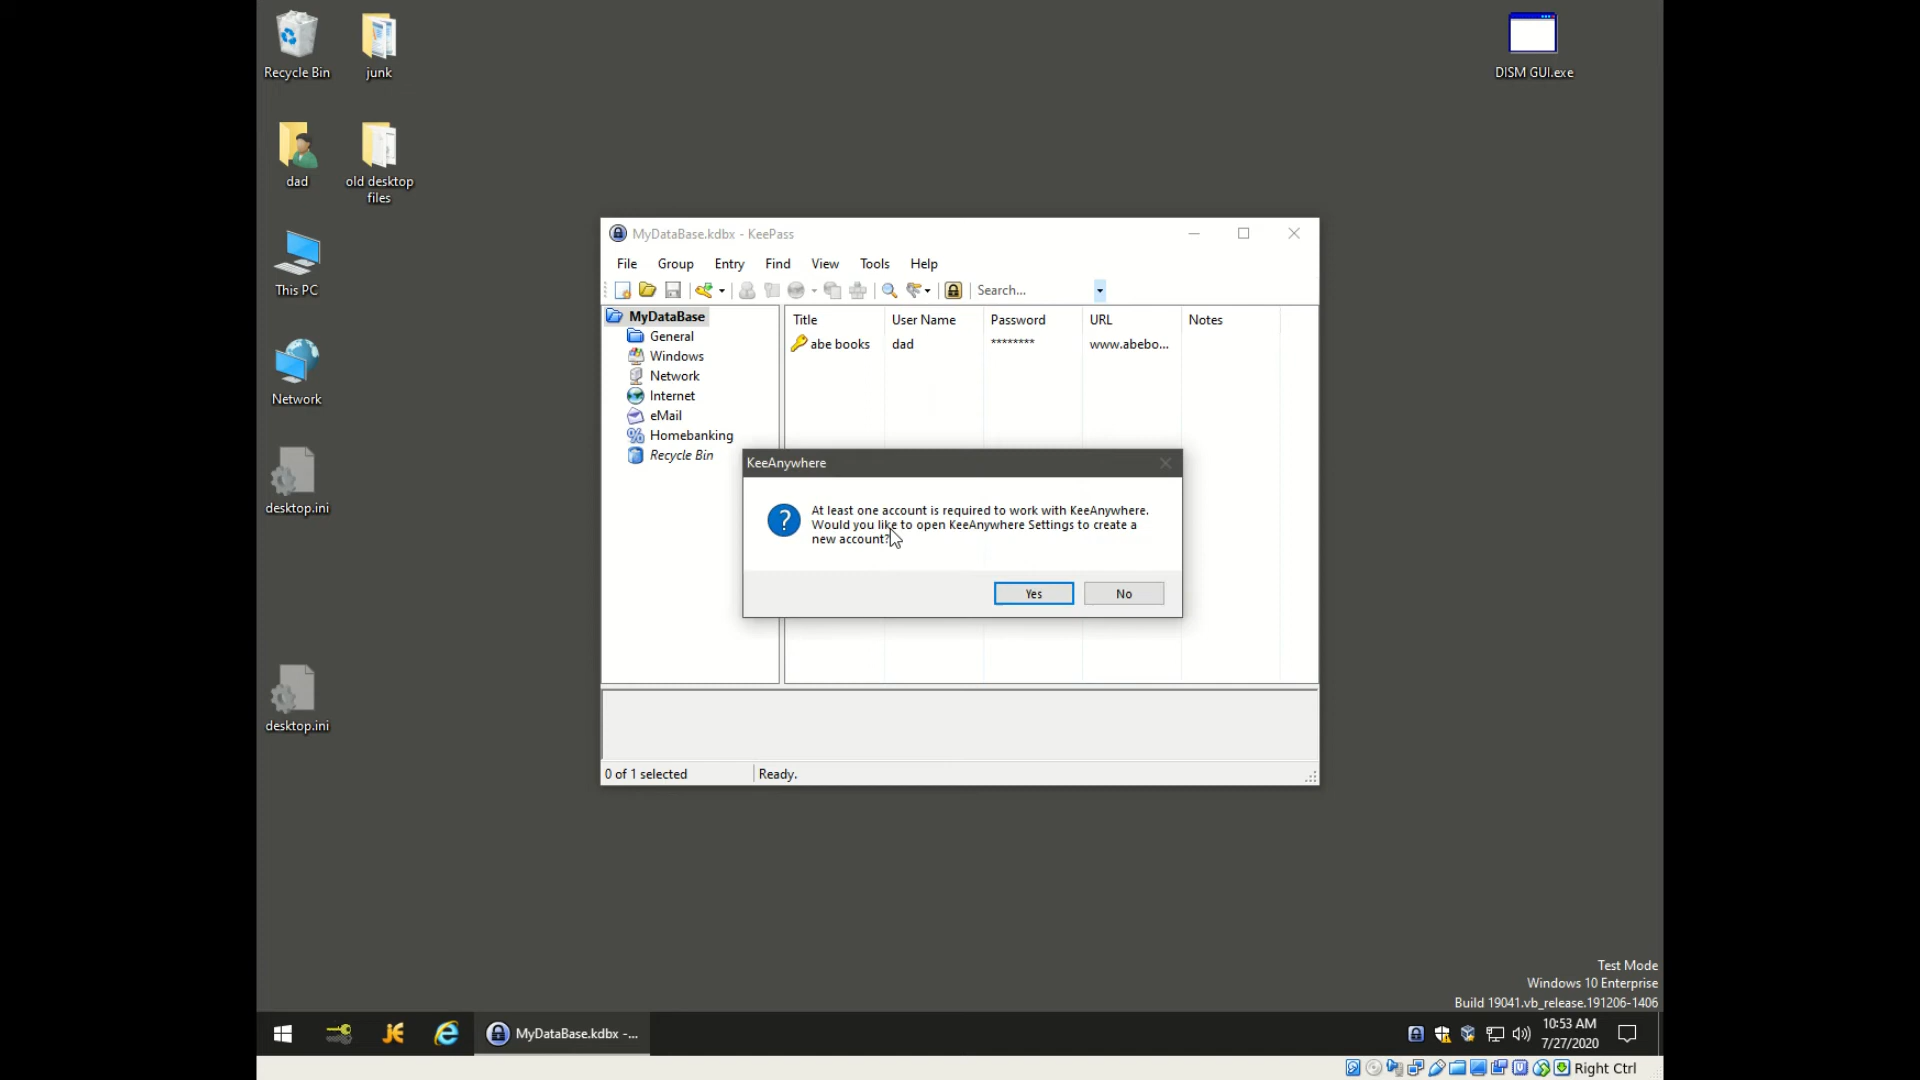 Recycle Bin
junk
DISM GUI.exe
dad
old desktop
files
This PC
Network
desktop.ini
desktop.ini
MyDataBase.kdbx - KeePass
File Group Entry Find View Tools Help
Search...
MyDataBase
General
Windows
Network
Internet
eMail
Homebanking
Recycle Bin
Title User Name Password URL Notes
abe books dad ******** www.abebo...
KeeAnywhere
At least one account is required to work with KeeAnywhere.
Would you like to open KeeAnywhere Settings to create a
new account?
Yes No
0 of 1 selected Ready.
Test Mode
Windows 10 Enterprise
Build 19041.vb_release.191206-1406
MyDataBase.kdbx -...
10:53 AM
7/27/2020
Right Ctrl